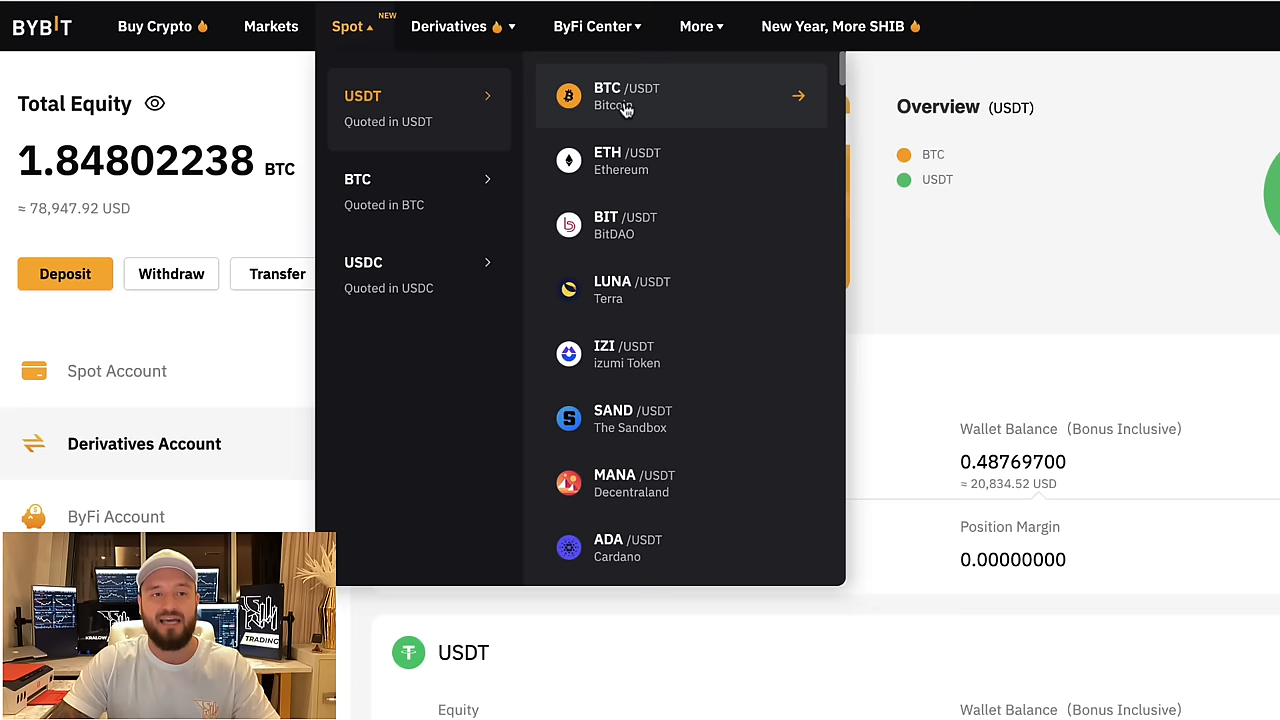 BYBIT
Buy Crypto
Markets
Spot
NEW
Derivatives
ByFi Center
More
New Year, More SHIB
Total Equity
1.84802238 BTC
≈ 78,947.92 USD
Deposit
Withdraw
Transfer
Spot Account
Derivatives Account
ByFi Account
USDT
Quoted in USDT
BTC
Quoted in BTC
USDC
Quoted in USDC
BTC /USDT
Bitcoin
ETH /USDT
Ethereum
BIT /USDT
BitDAO
LUNA /USDT
Terra
IZI /USDT
izumi Token
SAND /USDT
The Sandbox
MANA /USDT
Decentraland
ADA /USDT
Cardano
Overview (USDT)
BTC
USDT
Wallet Balance (Bonus Inclusive)
0.48769700
≈ 20,834.52 USD
Position Margin
0.00000000
USDT
Equity
Wallet Balance (Bonus Inclusive)
KRALOW
TRADING